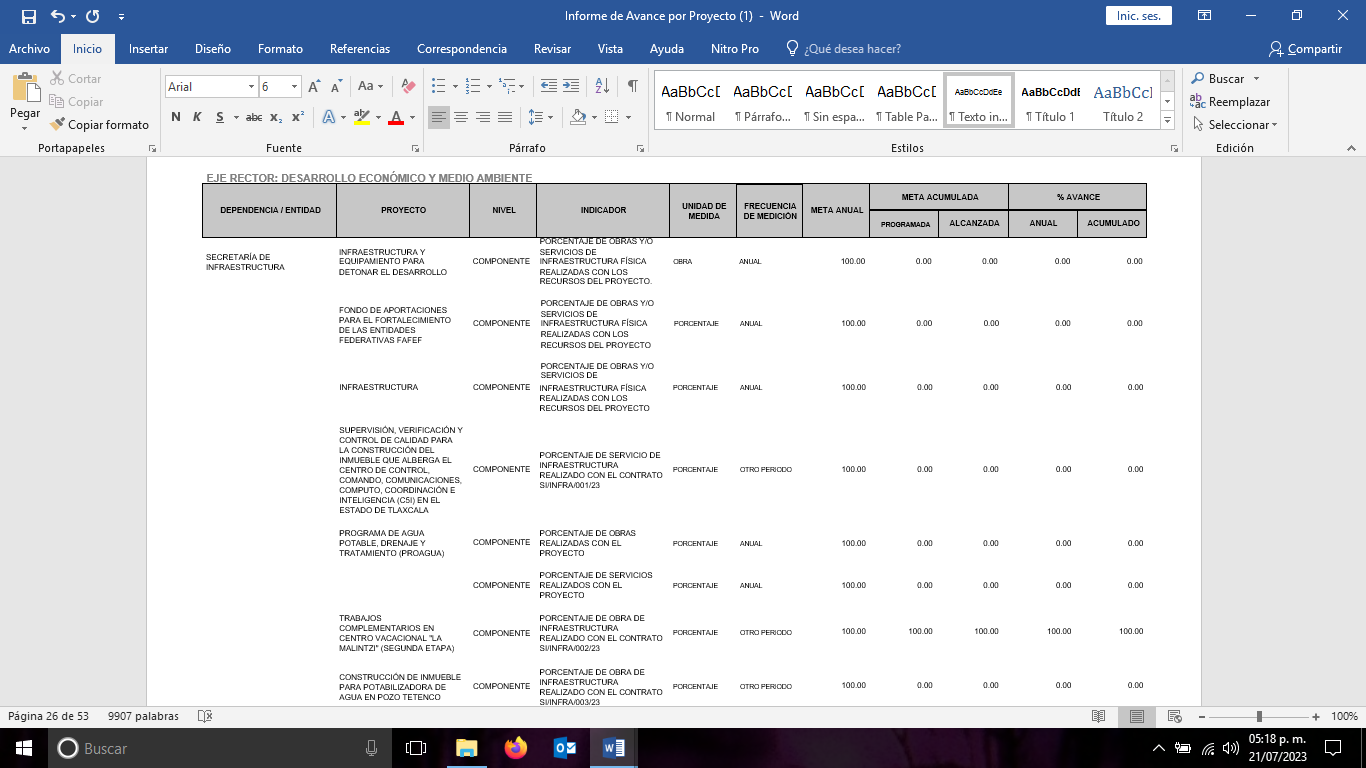 Informe de Avance por Proyecto (1) - Word
Inic. ses.
Archivo Inicio Insertar Diseño Formato Referencias Correspondencia Revisar Vista Ayuda Nitro Pro ¿Qué desea hacer? Compartir
Pegar
Cortar
Copiar
Copiar formato
Portapapeles
Arial 6
N K S abc x₂ x²
Fuente
Párrafo
AaBbCcD AaBbCcD AaBbCcD AaBbCcD AaBbCcDdEe AaBbCcDdE AaBbCcI
¶ Normal ¶ Párrafo... ¶ Sin espa... ¶ Table Pa... ¶ Texto in... ¶ Título 1 Título 2
Estilos
Buscar
Reemplazar
Seleccionar
Edición
EJE RECTOR: DESARROLLO ECONÓMICO Y MEDIO AMBIENTE
DEPENDENCIA / ENTIDAD PROYECTO NIVEL INDICADOR UNIDAD DE MEDIDA FRECUENCIA DE MEDICIÓN META ANUAL META ACUMULADA % AVANCE
PROGRAMADA ALCANZADA ANUAL ACUMULADO
SECRETARÍA DE
INFRAESTRUCTURA
INFRAESTRUCTURA Y
EQUIPAMIENTO PARA
DETONAR EL DESARROLLO
COMPONENTE
PORCENTAJE DE OBRAS Y/O
SERVICIOS DE
INFRAESTRUCTURA FÍSICA
REALIZADAS CON LOS
RECURSOS DEL PROYECTO.
OBRA ANUAL 100.00 0.00 0.00 0.00 0.00
FONDO DE APORTACIONES
PARA EL FORTALECIMIENTO
DE LAS ENTIDADES
FEDERATIVAS FAFEF
COMPONENTE
PORCENTAJE DE OBRAS Y/O
SERVICIOS DE
INFRAESTRUCTURA FÍSICA
REALIZADAS CON LOS
RECURSOS DEL PROYECTO
PORCENTAJE ANUAL 100.00 0.00 0.00 0.00 0.00
INFRAESTRUCTURA
COMPONENTE
PORCENTAJE DE OBRAS Y/O
SERVICIOS DE
INFRAESTRUCTURA FÍSICA
REALIZADAS CON LOS
RECURSOS DEL PROYECTO
PORCENTAJE ANUAL 100.00 0.00 0.00 0.00 0.00
SUPERVISIÓN, VERIFICACIÓN Y
CONTROL DE CALIDAD PARA
LA CONSTRUCCIÓN DEL
INMUEBLE QUE ALBERGA EL
CENTRO DE CONTROL,
COMANDO, COMUNICACIONES,
COMPUTO, COORDINACIÓN E
INTELIGENCIA (C5I) EN EL
ESTADO DE TLAXCALA
COMPONENTE
PORCENTAJE DE SERVICIO DE
INFRAESTRUCTURA
REALIZADO CON EL CONTRATO
SI/INFRA/001/23
PORCENTAJE OTRO PERIODO 100.00 0.00 0.00 0.00 0.00
PROGRAMA DE AGUA
POTABLE, DRENAJE Y
TRATAMIENTO (PROAGUA)
COMPONENTE
PORCENTAJE DE OBRAS
REALIZADAS CON EL
PROYECTO
PORCENTAJE ANUAL 100.00 0.00 0.00 0.00 0.00
COMPONENTE
PORCENTAJE DE SERVICIOS
REALIZADOS CON EL
PROYECTO
PORCENTAJE ANUAL 100.00 0.00 0.00 0.00 0.00
TRABAJOS
COMPLEMENTARIOS EN
CENTRO VACACIONAL "LA
MALINTZI" (SEGUNDA ETAPA)
COMPONENTE
PORCENTAJE DE OBRA DE
INFRAESTRUCTURA
REALIZADO CON EL CONTRATO
SI/INFRA/002/23
PORCENTAJE OTRO PERIODO 100.00 100.00 100.00 100.00 100.00
CONSTRUCCIÓN DE INMUEBLE
PARA POTABILIZADORA DE
AGUA EN POZO TETENCO
COMPONENTE
PORCENTAJE DE OBRA DE
INFRAESTRUCTURA
REALIZADO CON EL CONTRATO
SI/INFRA/003/23
PORCENTAJE OTRO PERIODO 100.00 0.00 0.00 0.00 0.00
Página 26 de 53 9907 palabras 100%
Buscar
05:18 p. m.
21/07/2023